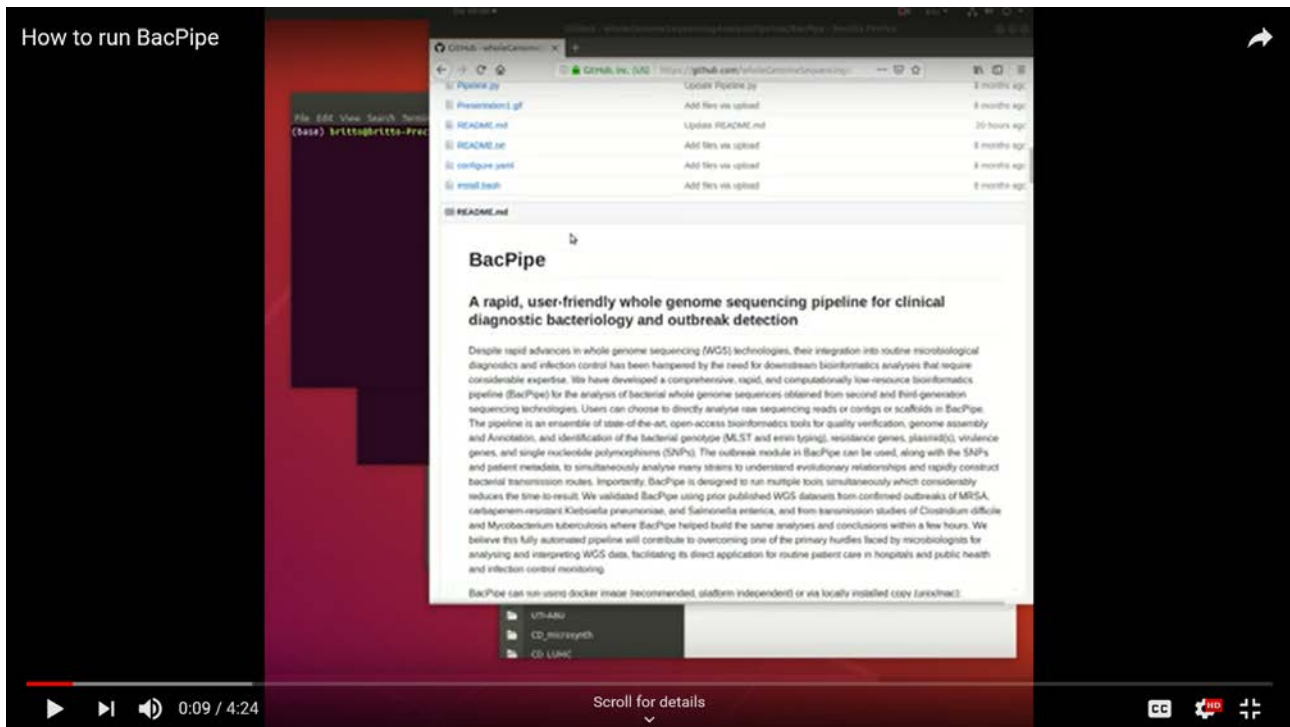 How to run BacPipe
GitHub - wholeGenome
GitHub, Inc. (US) https://github.com/wholeGenomeSequencing
File Edit View Search
(base) britto@britto-Prec
Pipeline.py Update Pipeline.py 8 months ago
Presentation1.gif Add files via upload 8 months ago
README.md Update README.md 20 hours ago
README.txt Add files via upload 8 months ago
configure.yaml Add files via upload 8 months ago
install.bash Add files via upload 8 months ago
README.md
BacPipe
A rapid, user-friendly whole genome sequencing pipeline for clinical
diagnostic bacteriology and outbreak detection
Despite rapid advances in whole genome sequencing (WGS) technologies, their integration into routine microbiological
diagnostics and infection control has been hampered by the need for downstream bioinformatics analyses that require
considerable expertise. We have developed a comprehensive, rapid, and computationally low-resource bioinformatics
pipeline (BacPipe) for the analysis of bacterial whole genome sequences obtained from second and third-generation
sequencing technologies. Users can choose to directly analyse raw sequencing reads or contigs or scaffolds in BacPipe.
The pipeline is an ensemble of state-of-the-art, open-access bioinformatics tools for quality verification, genome assembly
and Annotation, and identification of the bacterial genotype (MLST and emm typing), resistance genes, plasmid(s), virulence
genes, and single nucleotide polymorphisms (SNPs). The outbreak module in BacPipe can be used, along with the SNPs
and patient metadata, to simultaneously analyse many strains to understand evolutionary relationships and rapidly construct
bacterial transmission routes. Importantly, BacPipe is designed to run multiple tools simultaneously which considerably
reduces the time-to-result. We validated BacPipe using prior published WGS datasets from confirmed outbreaks of MRSA,
carbapenem-resistant Klebsiella pneumoniae, and Salmonella enterica, and from transmission studies of Clostridium difficile
and Mycobacterium tuberculosis where BacPipe helped build the same analyses and conclusions within a few hours. We
believe this fully automated pipeline will contribute to overcoming one of the primary hurdles faced by microbiologists for
analysing and interpreting WGS data, facilitating its direct application for routine patient care in hospitals and public health
and infection control monitoring.
BacPipe can run using docker image (recommended, platform independent) or via locally installed copy (unix/mac):
CD_microsynth
CD_LUMC
0:09 / 4:24
Scroll for details
CC
HD